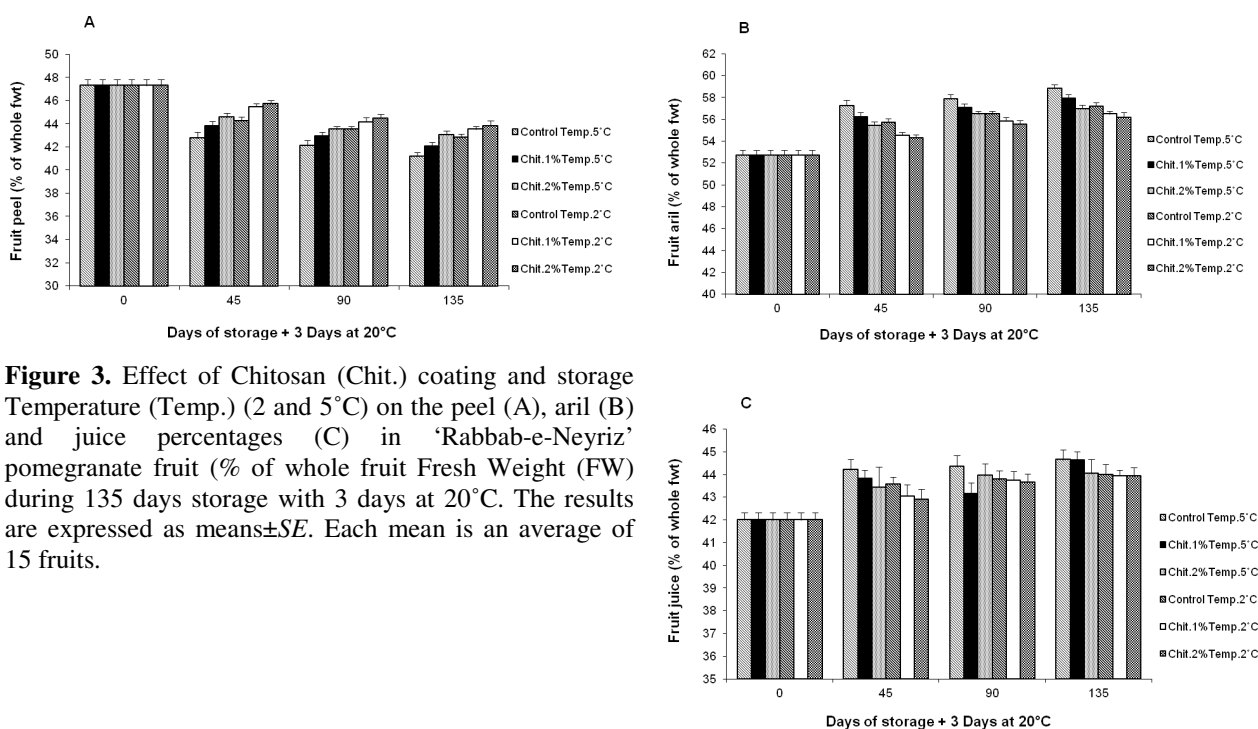 A
Fruit peel (% of whole fwt)
50
48
46
44
42
40
38
36
34
32
30
0 45 90 135
Days of storage + 3 Days at 20°C
Control Temp.5˚C
Chit.1%Temp.5˚C
Chit.2%Temp.5˚C
Control Temp.2˚C
Chit.1%Temp.2˚C
Chit.2%Temp.2˚C
Figure 3. Effect of Chitosan (Chit.) coating and storage
Temperature (Temp.) (2 and 5˚C) on the peel (A), aril (B)
and juice percentages (C) in ‘Rabbab-e-Neyriz’
pomegranate fruit (% of whole fruit Fresh Weight (FW)
during 135 days storage with 3 days at 20˚C. The results
are expressed as means±SE. Each mean is an average of
15 fruits.
B
Fruit aril (% of whole fwt)
62
60
58
56
54
52
50
48
46
44
42
40
0 45 90 135
Days of storage + 3 Days at 20°C
Control Temp.5˚C
Chit.1%Temp.5˚C
Chit.2%Temp.5˚C
Control Temp.2˚C
Chit.1%Temp.2˚C
Chit.2%Temp.2˚C
C
Fruit juice (% of whole fwt)
46
45
44
43
42
41
40
39
38
37
36
35
0 45 90 135
Days of storage + 3 Days at 20°C
Control Temp.5˚C
Chit.1%Temp.5˚C
Chit.2%Temp.5˚C
Control Temp.2˚C
Chit.1%Temp.2˚C
Chit.2%Temp.2˚C